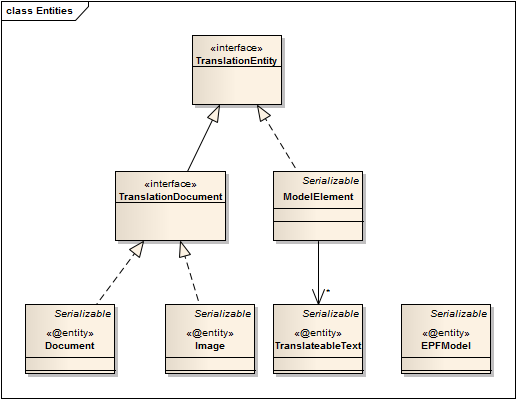 class Entities
«interface»
TranslationEntity
«interface»
TranslationDocument
Serializable
ModelElement
*
Serializable
«@entity»
Document
Serializable
«@entity»
Image
Serializable
«@entity»
TranslateableText
Serializable
«@entity»
EPFModel